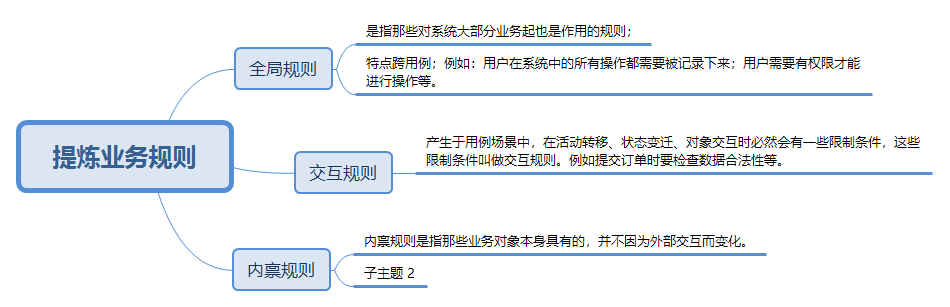 提炼业务规则
全局规则
是指那些对系统大部分业务起也是作用的规则；
特点跨用例；例如：用户在系统中的所有操作都需要被记录下来；用户需要有权限才能
进行操作等。
交互规则
产生于用例场景中，在活动转移、状态变迁、对象交互时必然会有一些限制条件，这些
限制条件叫做交互规则。例如提交订单时要检查数据合法性等。
内禀规则
内禀规则是指那些业务对象本身具有的，并不因为外部交互而变化。
子主题 2